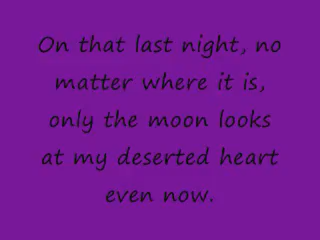 On that last night, no
matter where it is,
only the moon looks
at my deserted heart
even now.